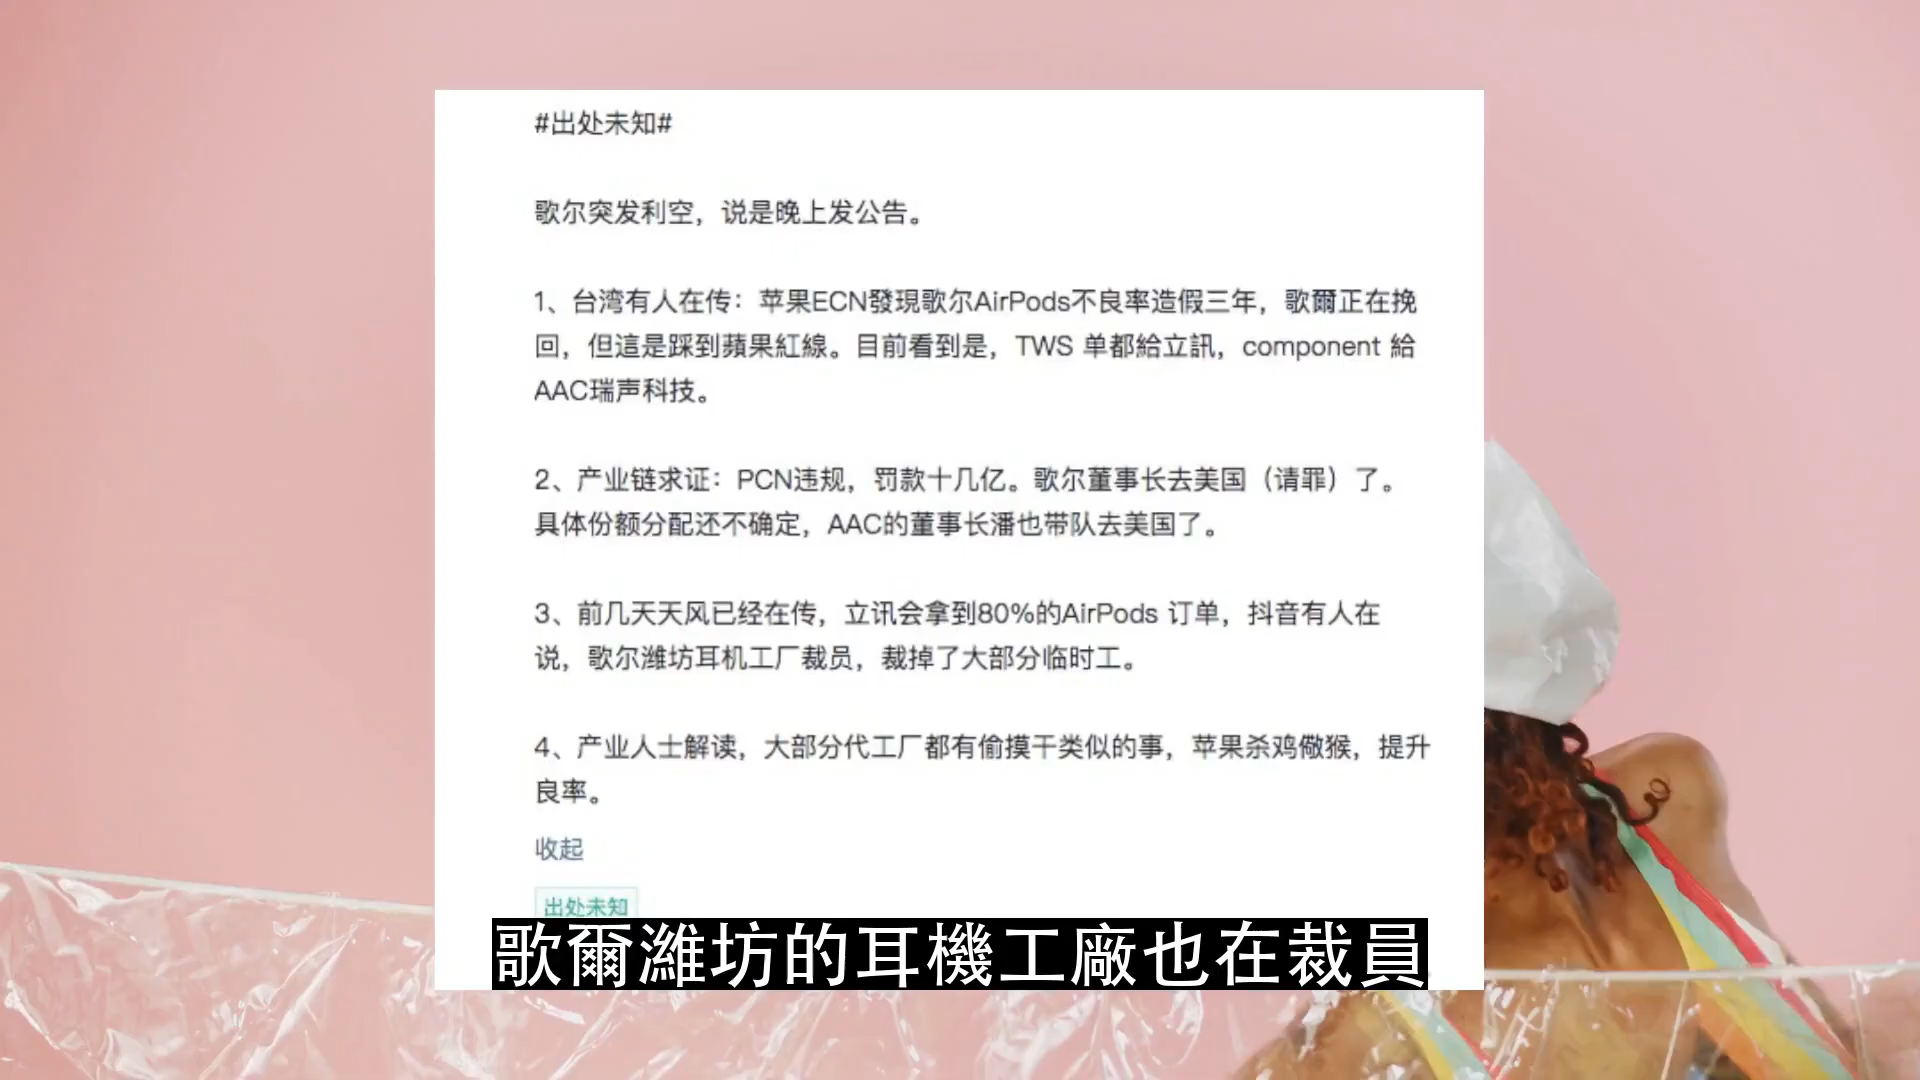 #出处未知#
歌尔突发利空，说是晚上发公告。
1、台湾有人在传：苹果ECN發現歌尔AirPods不良率造假三年，歌爾正在挽
回，但這是踩到蘋果紅線。目前看到是，TWS 单都給立訊，component 給
AAC瑞声科技。
2、产业链求证：PCN违规，罚款十几亿。歌尔董事长去美国（请罪）了。
具体份额分配还不确定，AAC的董事长潘也带队去美国了。
3、前几天天风已经在传，立讯会拿到80%的AirPods 订单，抖音有人在
说，歌尔潍坊耳机工厂裁员，裁掉了大部分临时工。
4、产业人士解读，大部分代工厂都有偷摸干类似的事，苹果杀鸡儆猴，提升
良率。
收起
出处未知
歌爾濰坊的耳機工廠也在裁員